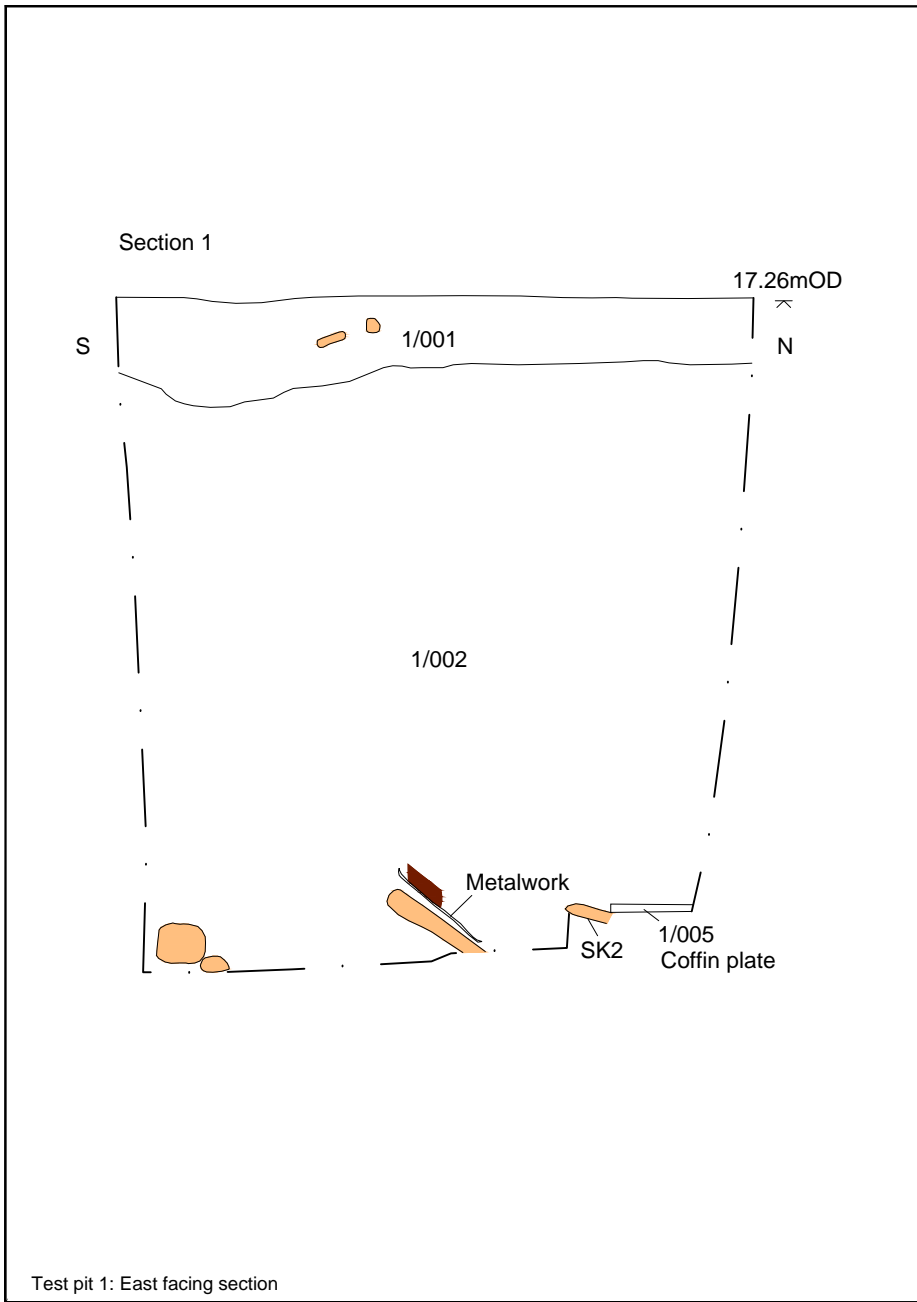 Section 1
17.26mOD
S
1/001
N
1/002
Metalwork
SK2
1/005
Coffin plate
Test pit 1: East facing section